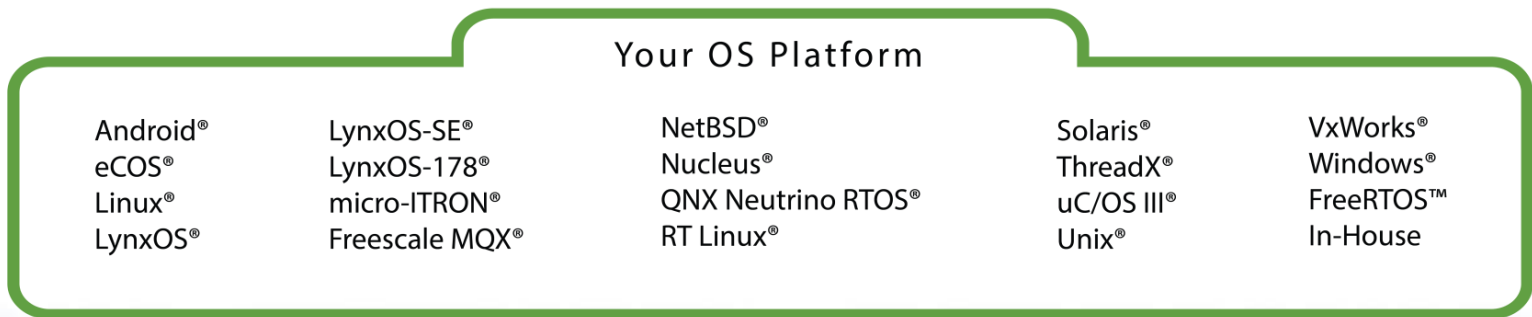 Your OS Platform
Android®
eCOS®
Linux®
LynxOS®
LynxOS-SE®
LynxOS-178®
micro-ITRON®
Freescale MQX®
NetBSD®
Nucleus®
QNX Neutrino RTOS®
RT Linux®
Solaris®
ThreadX®
uC/OS III®
Unix®
VxWorks®
Windows®
FreeRTOS™
In-House